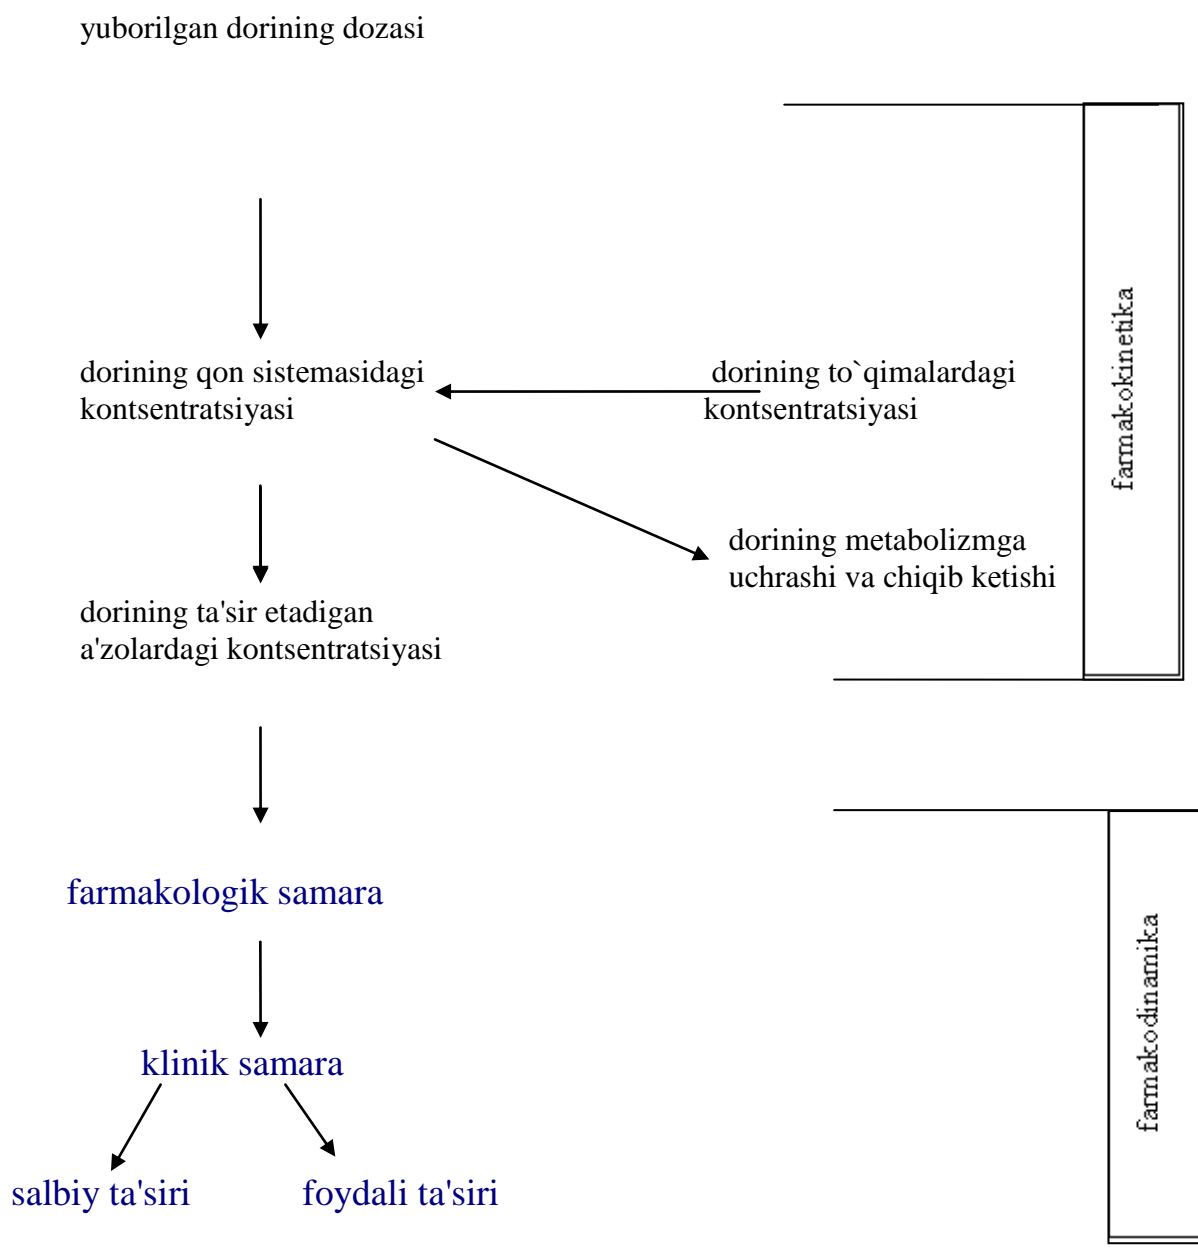 yuborilgan dorining dozasi
farmakokinetika
dorining qon sistemasidagi
kontsentratsiyasi
dorining to`qimalardagi
kontsentratsiyasi
dorining metabolizmga
uchrashi va chiqib ketishi
dorining ta'sir etadigan
a'zolardagi kontsentratsiyasi
farmakologik samara
farmakodinamika
klinik samara
salbiy ta'siri
foydali ta'siri